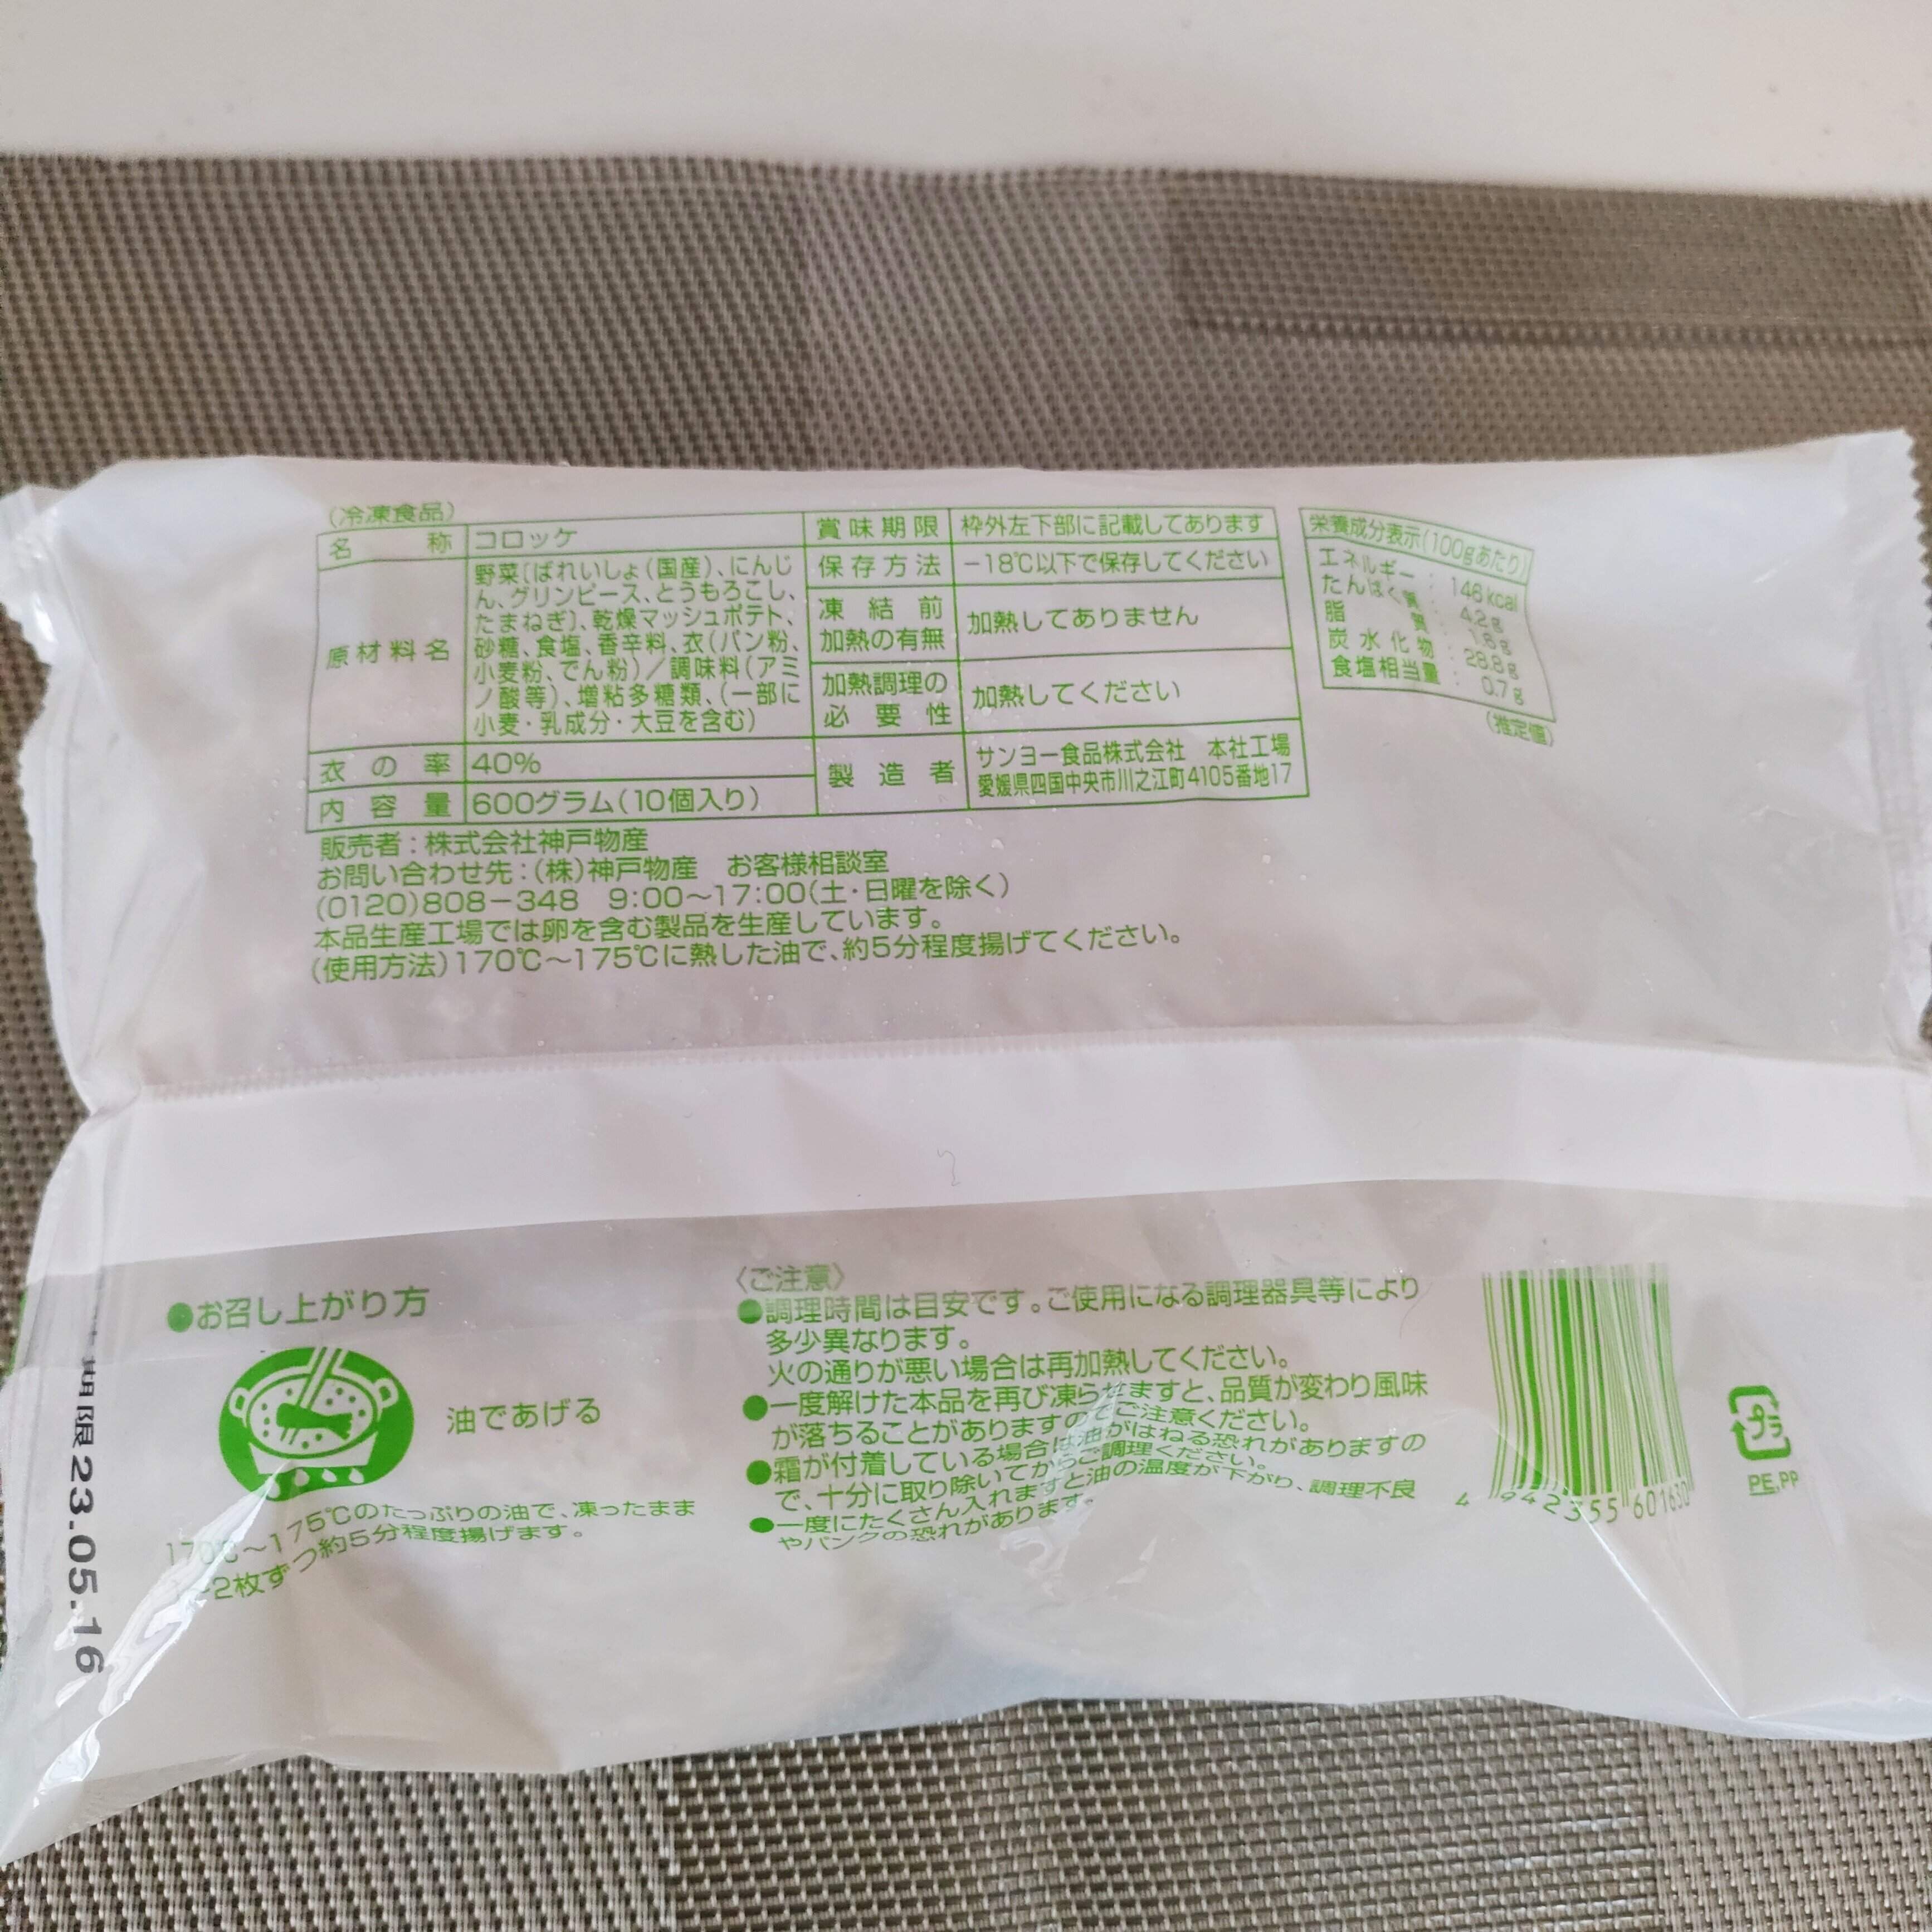 (冷凍食品)
名称 コロッケ
原材料名 野菜〔ばれいしょ(国産)、にんじ
ん、グリンピース、とうもろこし、
たまねぎ〕、乾燥マッシュポテト、
砂糖、食塩、香辛料、衣(パン粉、
小麦粉、でん粉)／調味料(アミ
ノ酸等)、増粘多糖類、(一部に
小麦・乳成分・大豆を含む)
衣の率 40%
内容量 600グラム(10個入り)
賞味期限 枠外左下部に記載してあります
保存方法 −18℃以下で保存してください
凍結前
加熱の有無 加熱してありません
加熱調理の
必要性 加熱してください
製造者 サンヨー食品株式会社 本社工場
愛媛県四国中央市川之江町4105番地17
栄養成分表示(100gあたり)
エネルギー : 146kcal
たんぱく質 : 4.2g
脂質 : 1.8g
炭水化物 : 28.8g
食塩相当量 : 0.7g
(推定値)
販売者:株式会社神戸物産
お問い合わせ先:(株)神戸物産 お客様相談室
(0120)808−348 9:00〜17:00(土・日曜を除く)
本品生産工場では卵を含む製品を生産しています。
(使用方法)170℃〜175℃に熱した油で、約5分程度揚げてください。
●お召し上がり方
油であげる
170℃〜175℃のたっぷりの油で、凍ったまま
〜2枚ずつ約5分程度揚げます。
〈ご注意〉
●調理時間は目安です。ご使用になる調理器具等により
多少異なります。
火の通りが悪い場合は再加熱してください。
●一度解けた本品を再び凍らせますと、品質が変わり風味
が落ちることがありますのでご注意ください。
●霜が付着している場合は油がはねる恐れがありますの
で、十分に取り除いてからご調理ください。
●一度にたくさん入れますと油の温度が下がり、調理不良
やパンクの恐れがあります。
4 942355 601630
プラ
PE,PP
期限23.05.16